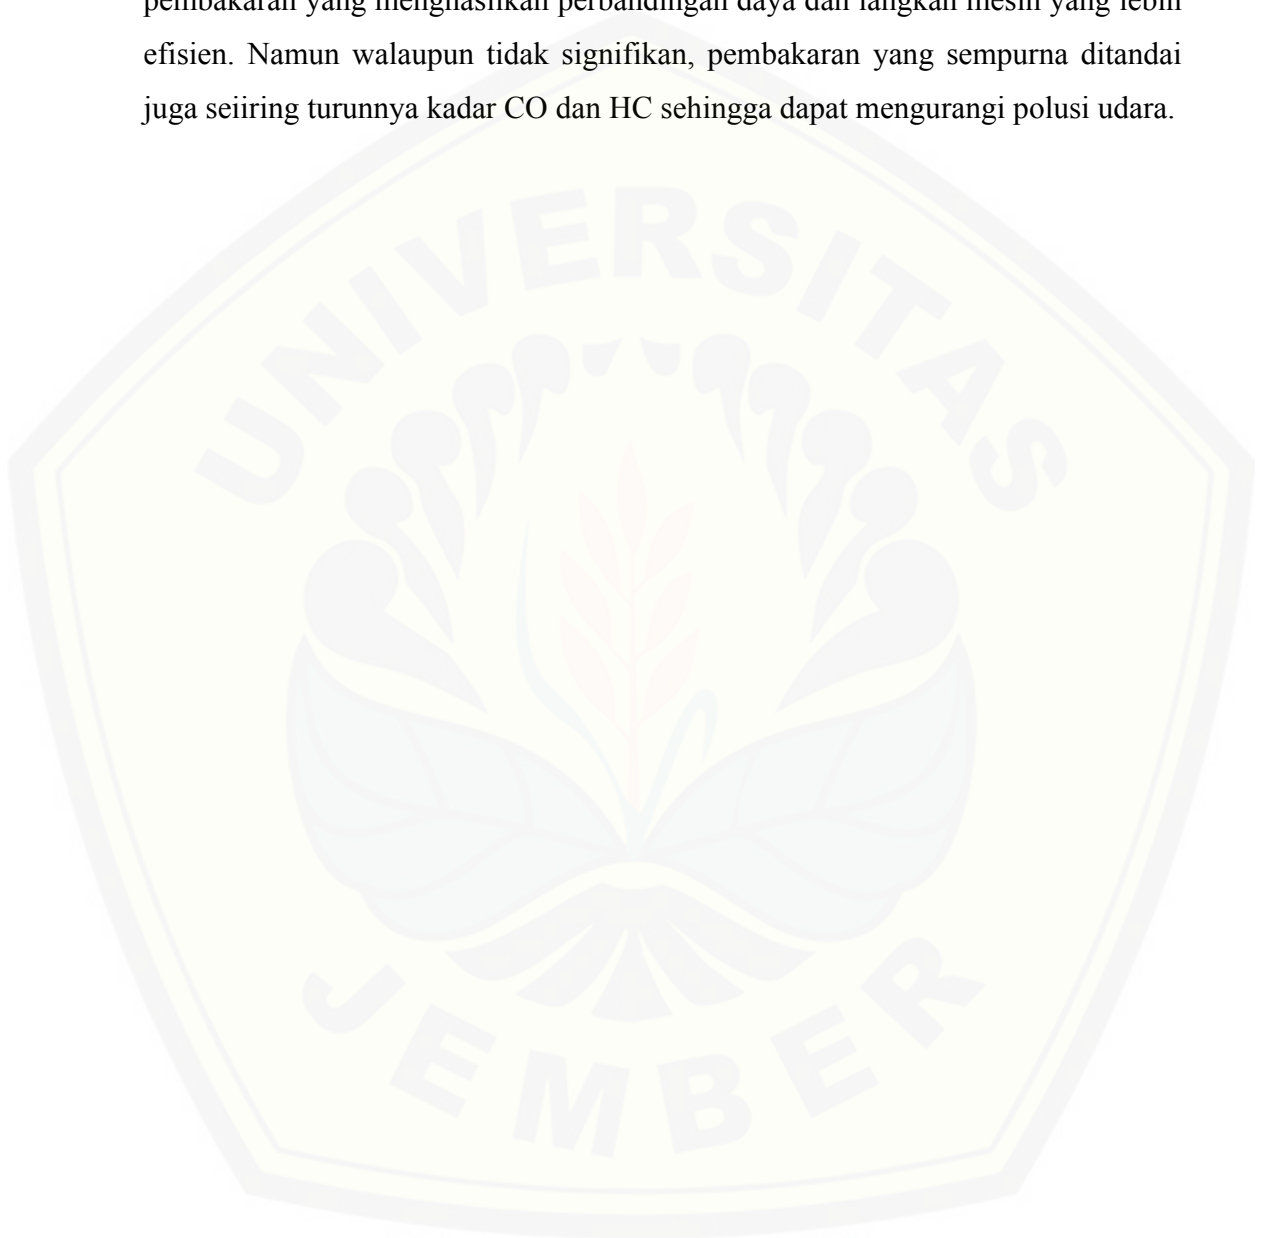 pembakaran yang menghasilkan perbandingan daya dan langkah mesin yang lebih
efisien. Namun walaupun tidak signifikan, pembakaran yang sempurna ditandai
juga seiiring turunnya kadar CO dan HC sehingga dapat mengurangi polusi udara.
UNIVERSITAS
JEMBER